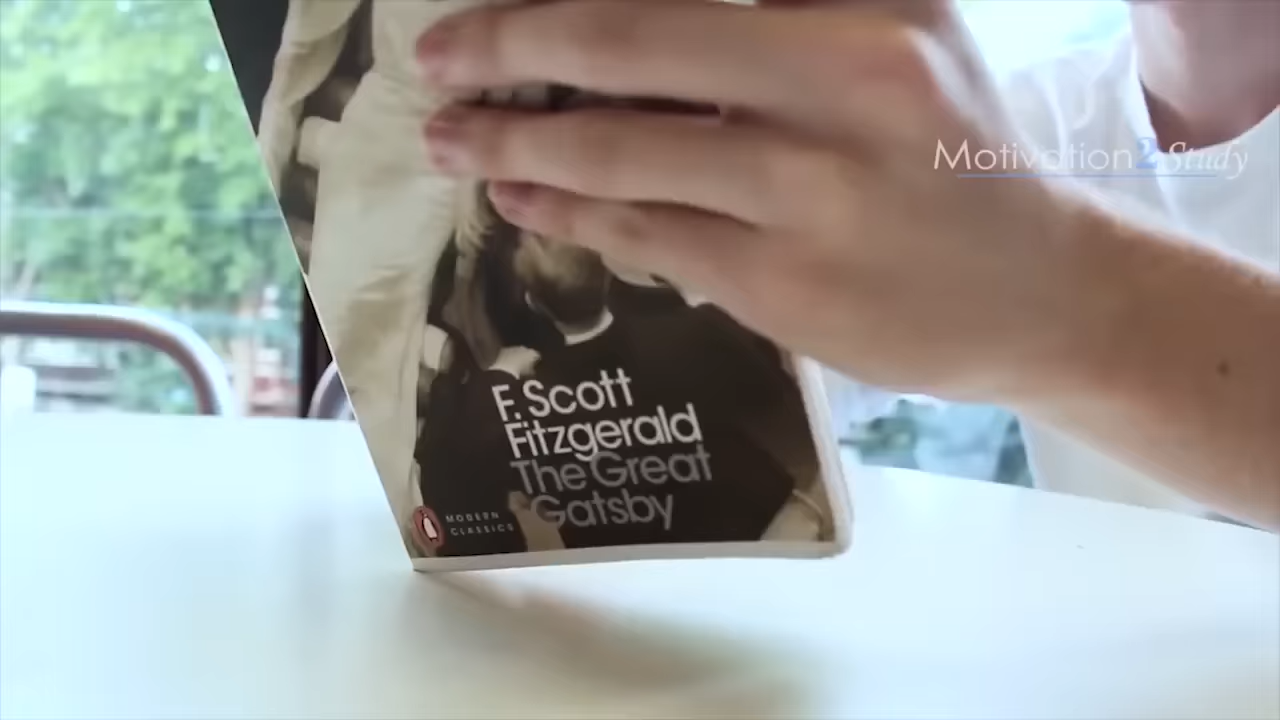 Motivation2Study
F. Scott
Fitzgerald
The Great
Gatsby
MODERN
CLASSICS